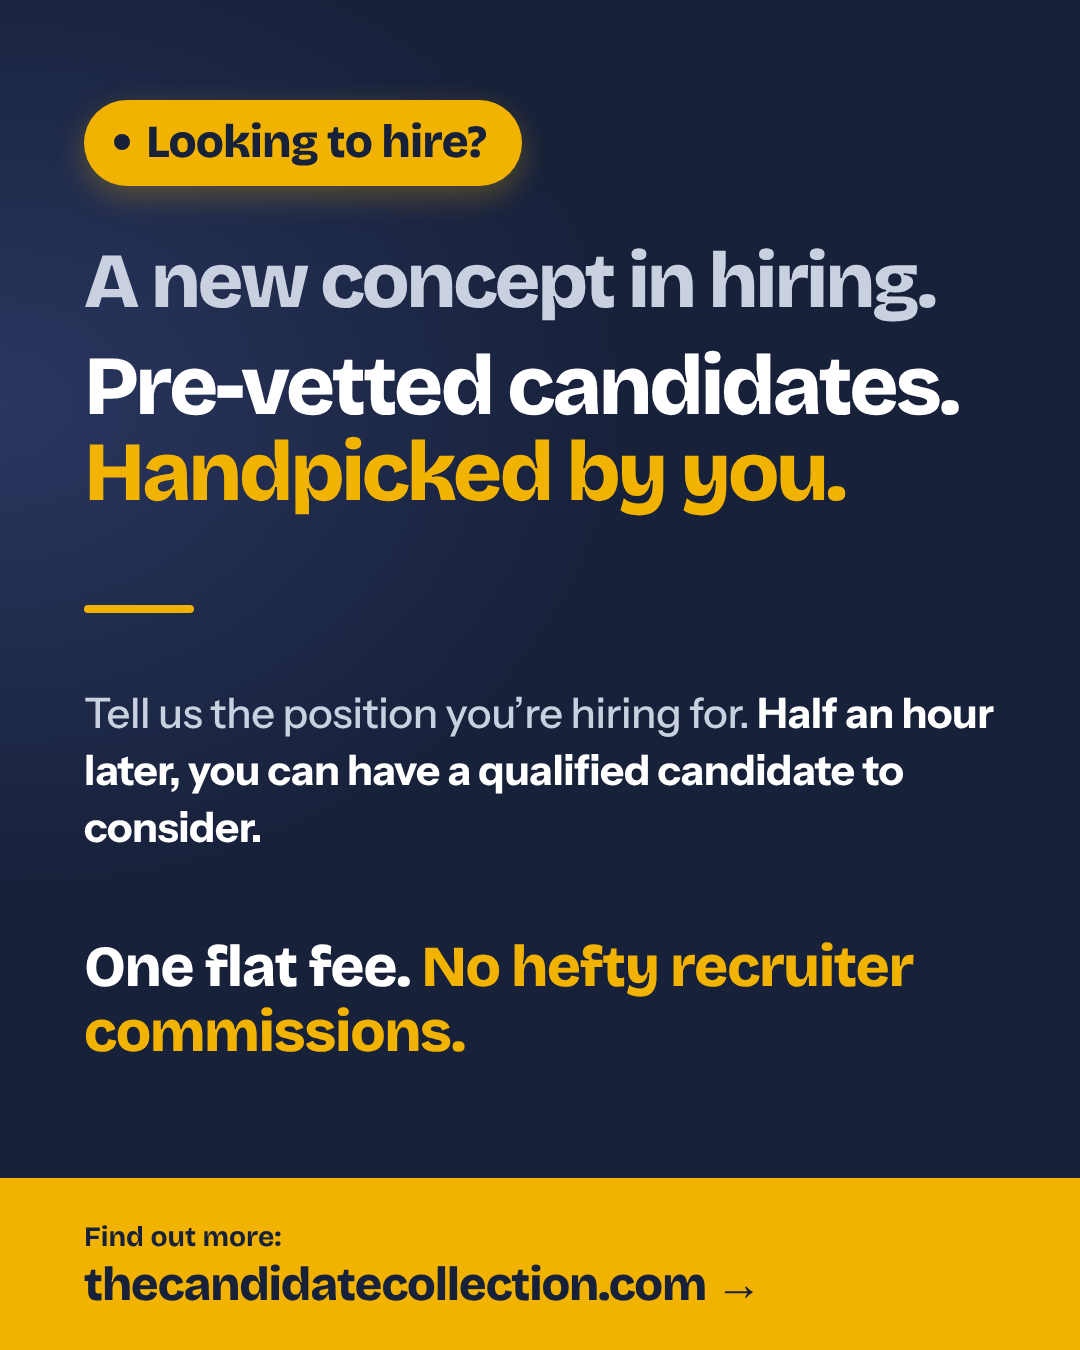 • Looking to hire?
A new concept in hiring.
Pre-vetted candidates.
Handpicked by you.
Tell us the position you’re hiring for. Half an hour
later, you can have a qualified candidate to
consider.
One flat fee. No hefty recruiter
commissions.
Find out more:
thecandidatecollection.com →